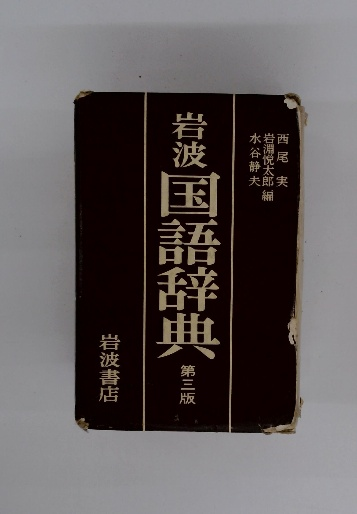 西尾実
岩淵悦太郎 編
水谷静夫
岩波
国語辞典
第三版
岩波書店